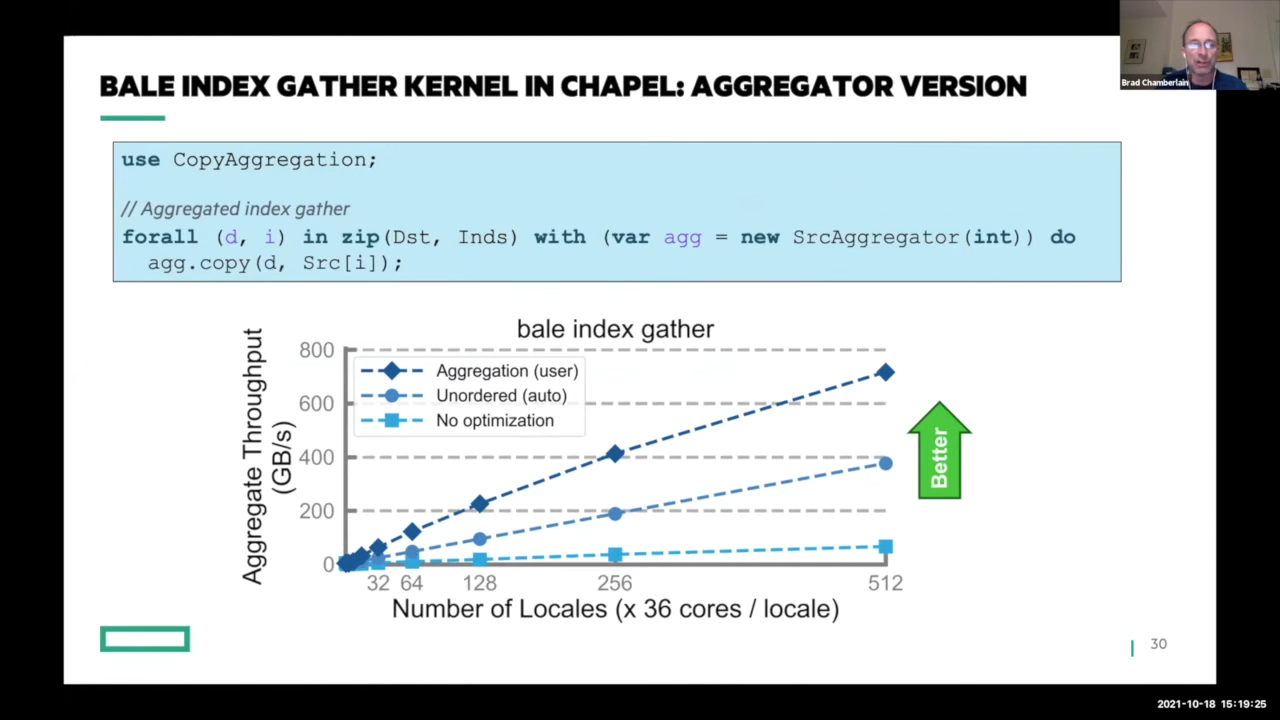 BALE INDEX GATHER KERNEL IN CHAPEL: AGGREGATOR VERSION
Brad Chamberlain
use CopyAggregation;
// Aggregated index gather
forall (d, i) in zip(Dst, Inds) with (var agg = new SrcAggregator(int)) do
agg.copy(d, Src[i]);
bale index gather
Aggregate Throughput
(GB/s)
800
600
400
200
0
Aggregation (user)
Unordered (auto)
No optimization
Better
32 64 128 256 512
Number of Locales (x 36 cores / locale)
30
2021-10-18 15:19:25